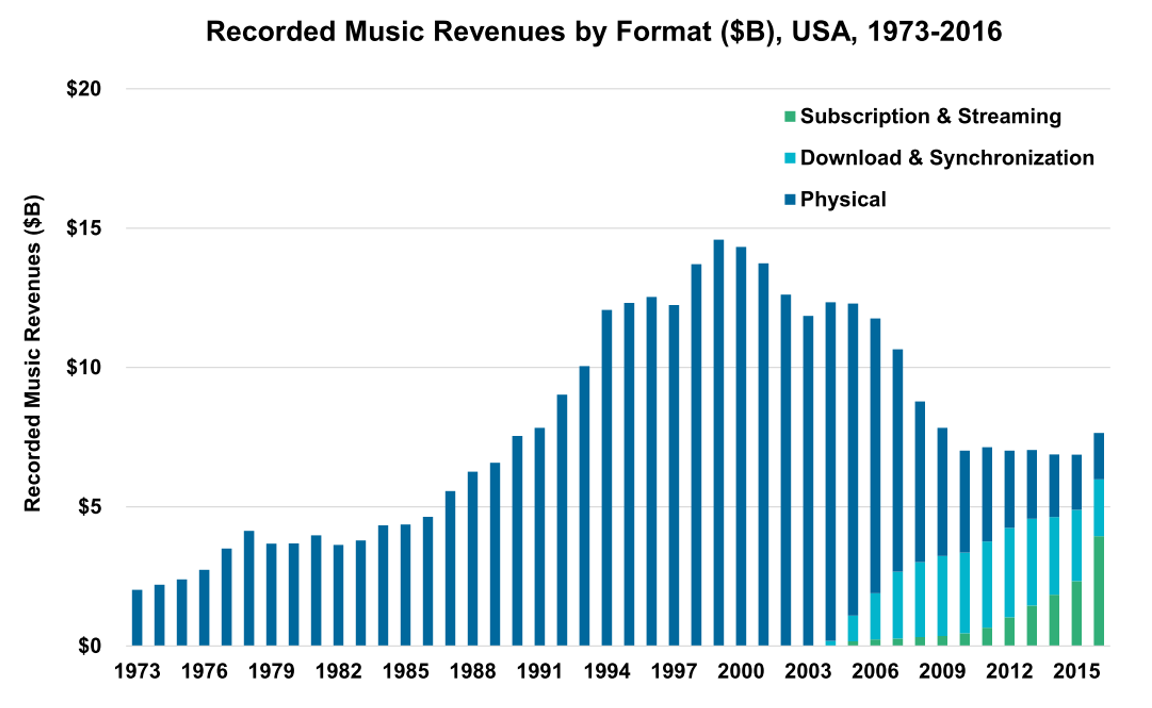 Recorded Music Revenues by Format ($B), USA, 1973-2016
$20
Subscription & Streaming
Download & Synchronization
Physical
$15
$10
$5
$0
Recorded Music Revenues ($B)
1973 1976 1979 1982 1985 1988 1991 1994 1997 2000 2003 2006 2009 2012 2015